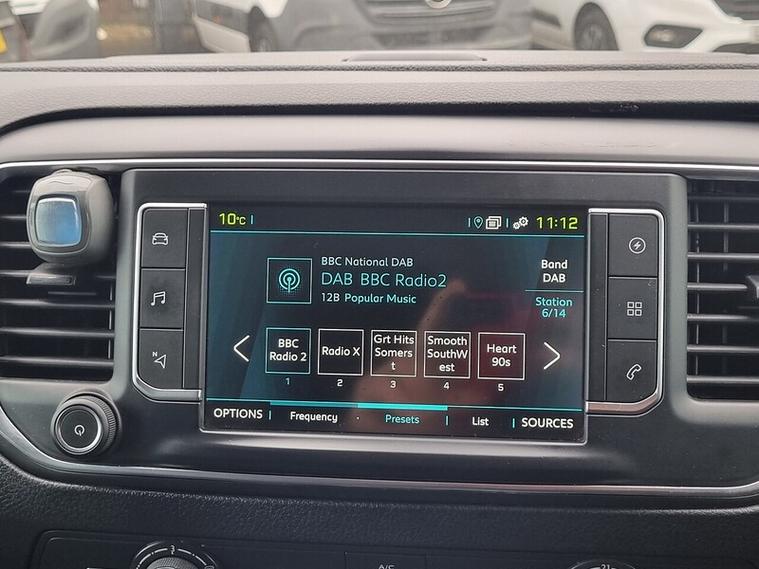 10°C
11:12
BBC National DAB
DAB BBC Radio2
12B Popular Music
Band
DAB
Station
6/14
BBC
Radio 2
1
Radio X
2
Grt Hits
Somers
t
3
Smooth
SouthW
est
4
Heart
90s
5
OPTIONS
Frequency
Presets
List
SOURCES
N
3
A/C
21